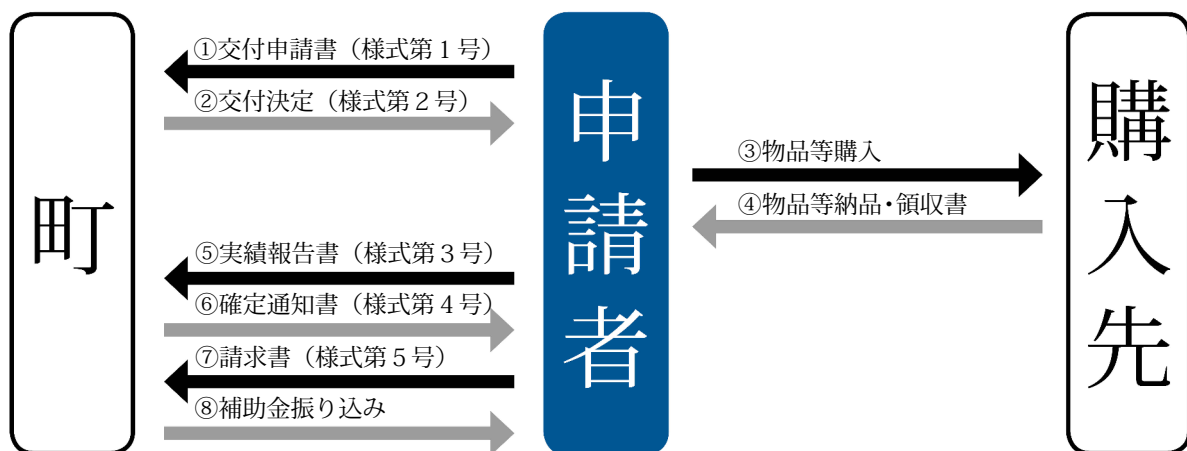 町
①交付申請書（様式第１号）
②交付決定（様式第２号）
⑤実績報告書（様式第３号）
⑥確定通知書（様式第４号）
⑦請求書（様式第５号）
⑧補助金振り込み
申請者
③物品等購入
④物品等納品・領収書
購入先